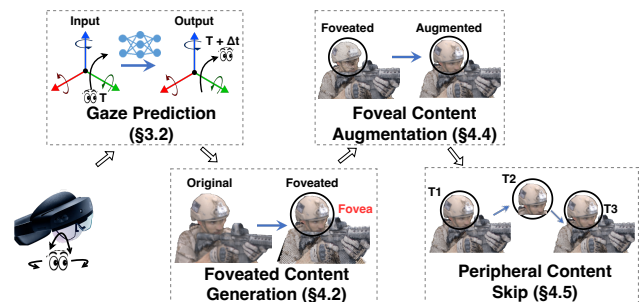 Input
Output
T + Δt
T
Gaze Prediction
(§3.2)
Foveated
Augmented
Foveal Content
Augmentation (§4.4)
Original
Foveated
Fovea
Foveated Content
Generation (§4.2)
T1
T2
T3
Peripheral Content
Skip (§4.5)